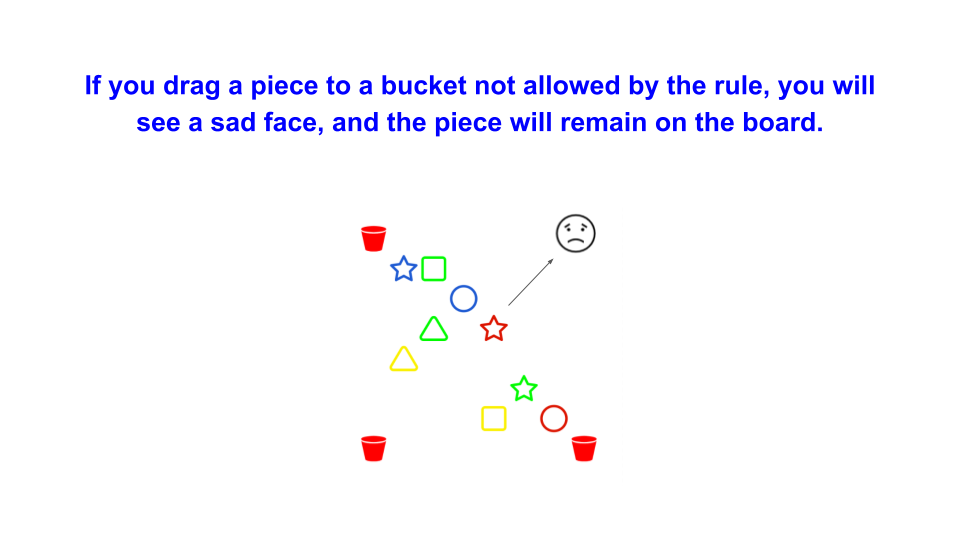 If you drag a piece to a bucket not allowed by the rule, you will
see a sad face, and the piece will remain on the board.